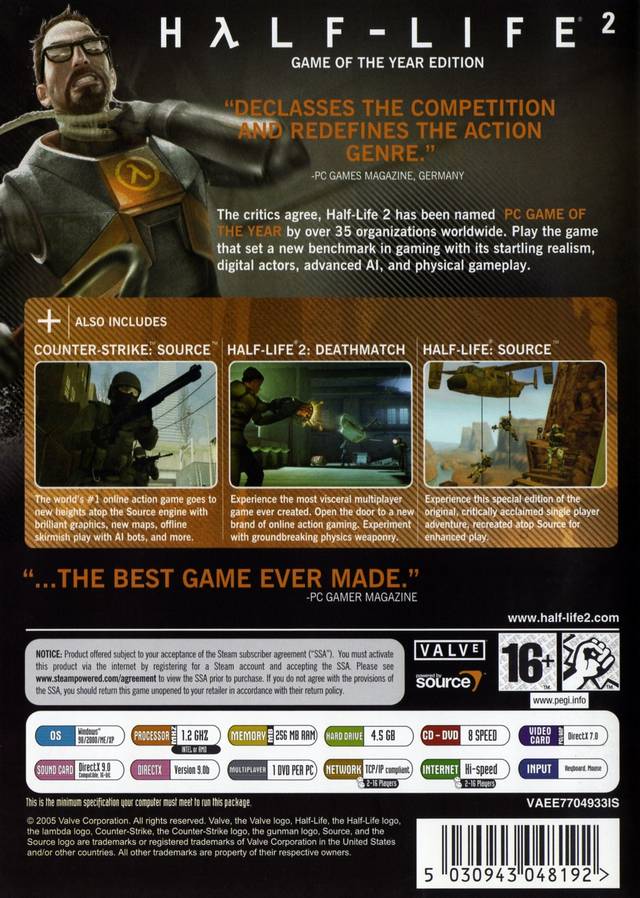 HλLF-LIFE® 2
GAME OF THE YEAR EDITION
“DECLASSES THE COMPETITION
AND REDEFINES THE ACTION
GENRE.”
-PC GAMES MAGAZINE, GERMANY
The critics agree, Half-Life 2 has been named PC GAME OF
THE YEAR by over 35 organizations worldwide. Play the game
that set a new benchmark in gaming with its startling realism,
digital actors, advanced AI, and physical gameplay.
+ ALSO INCLUDES
COUNTER-STRIKE: SOURCE™
The world's #1 online action game goes to
new heights atop the Source engine with
brilliant graphics, new maps, offline
skirmish play with AI bots, and more.
HALF-LIFE® 2: DEATHMATCH
Experience the most visceral multiplayer
game ever created. Open the door to a new
brand of online action gaming. Experiment
with groundbreaking physics weaponry.
HALF-LIFE: SOURCE™
Experience this special edition of the
original, critically acclaimed single player
adventure, recreated atop Source for
enhanced play.
“...THE BEST GAME EVER MADE.”
-PC GAMER MAGAZINE
www.half-life2.com
NOTICE: Product offered subject to your acceptance of the Steam subscriber agreement (“SSA”). You must activate
this product via the internet by registering for a Steam account and accepting the SSA. Please see
www.steampowered.com/agreement to view the SSA prior to purchase. If you do not agree with the provisions of
the SSA, you should return this game unopened to your retailer in accordance with their return policy.
VALVE®
powered by
source™
16+
™
www.pegi.info
OS Windows® 98/2000/ME/XP
PROCESSOR 1.2 GHZ
INTEL or AMD
MEMORY 256 MB RAM
HARD DRIVE 4.5 GB
CD-DVD 8 SPEED
VIDEO CARD DirectX 7.0
SOUND CARD DirectX 9.0 Compatible, 16-bit
DIRECTX Version 9.0b
MULTIPLAYER 1 DVD PER PC
NETWORK TCP/IP compliant
2-16 Players
INTERNET Hi-speed
2-16 Players
INPUT Keyboard, Mouse
This is the minimum specification your computer must meet to run this package.
VAEE7704933IS
© 2005 Valve Corporation. All rights reserved. Valve, the Valve logo, Half-Life, the Half-Life logo,
the lambda logo, Counter-Strike, the Counter-Strike logo, the gunman logo, Source, and the
Source logo are trademarks or registered trademarks of Valve Corporation in the United States
and/or other countries. All other trademarks are property of their respective owners.
5 030943 048192 >